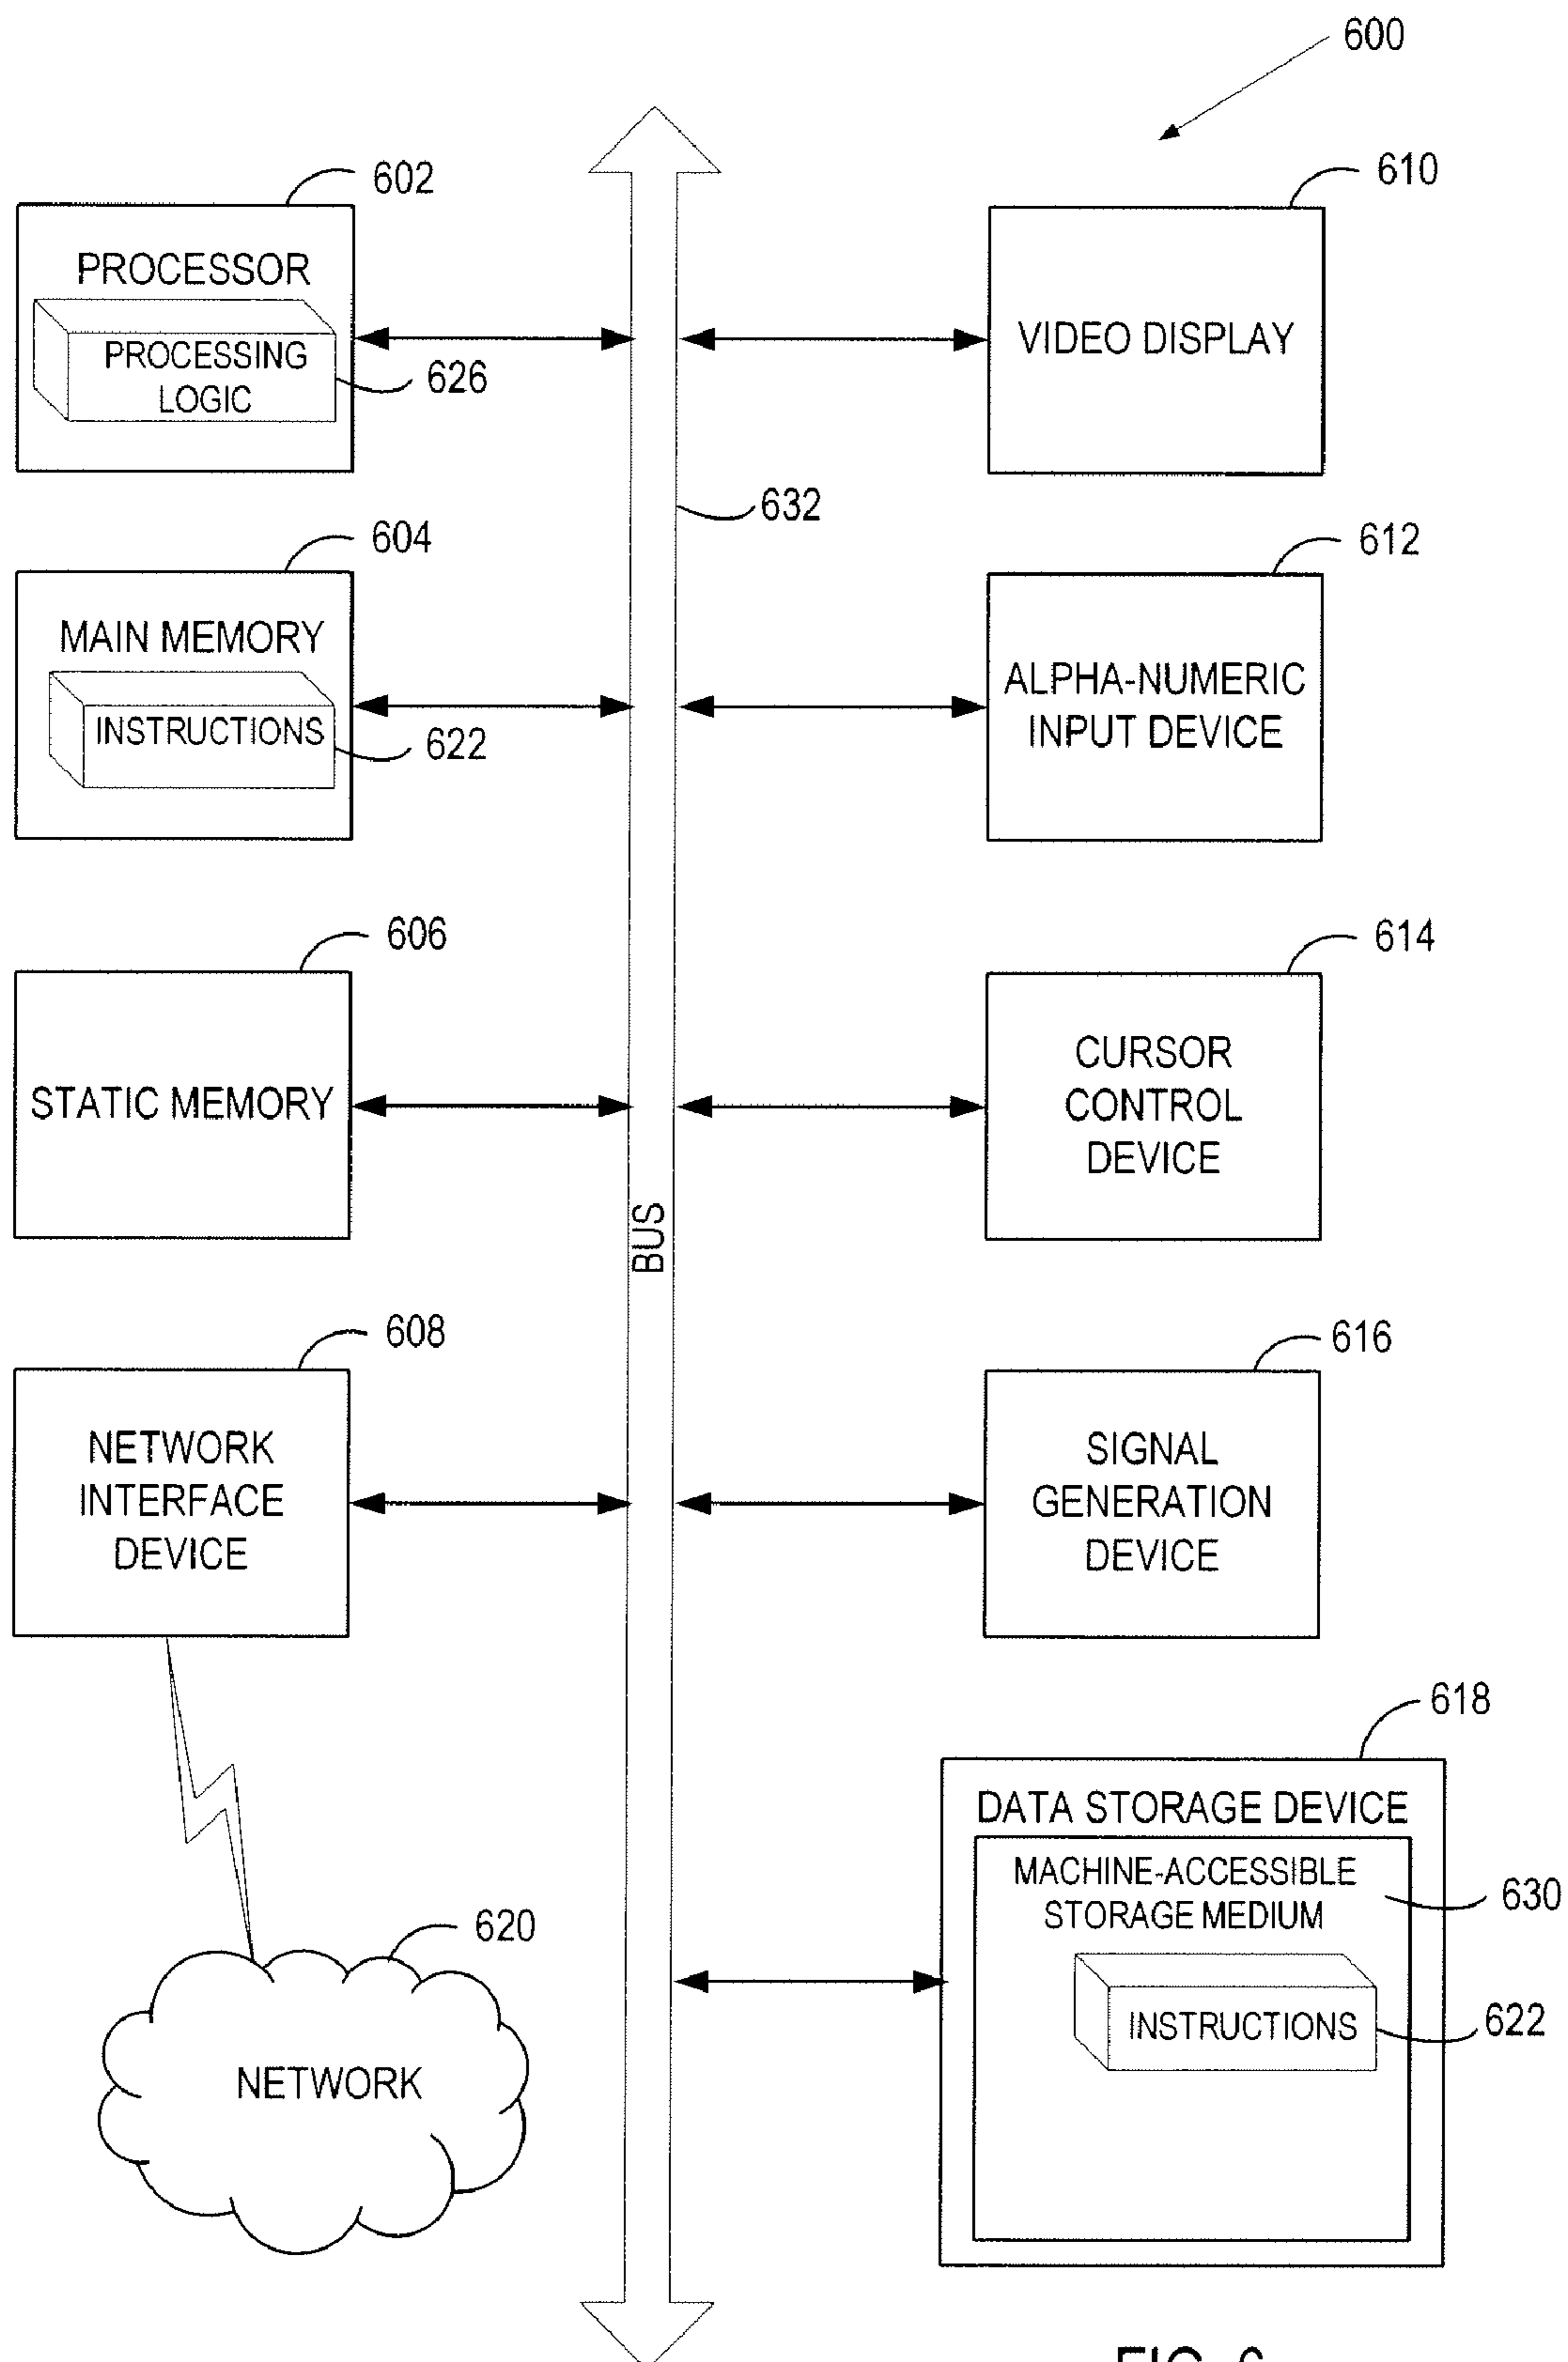 600
602
PROCESSOR
PROCESSING
LOGIC
626
610
VIDEO DISPLAY
632
604
MAIN MEMORY
INSTRUCTIONS
622
612
ALPHA-NUMERIC
INPUT DEVICE
606
STATIC MEMORY
614
CURSOR
CONTROL
DEVICE
BUS
608
NETWORK
INTERFACE
DEVICE
616
SIGNAL
GENERATION
DEVICE
618
DATA STORAGE DEVICE
MACHINE-ACCESSIBLE
STORAGE MEDIUM
630
INSTRUCTIONS
622
620
NETWORK
FIG. 6